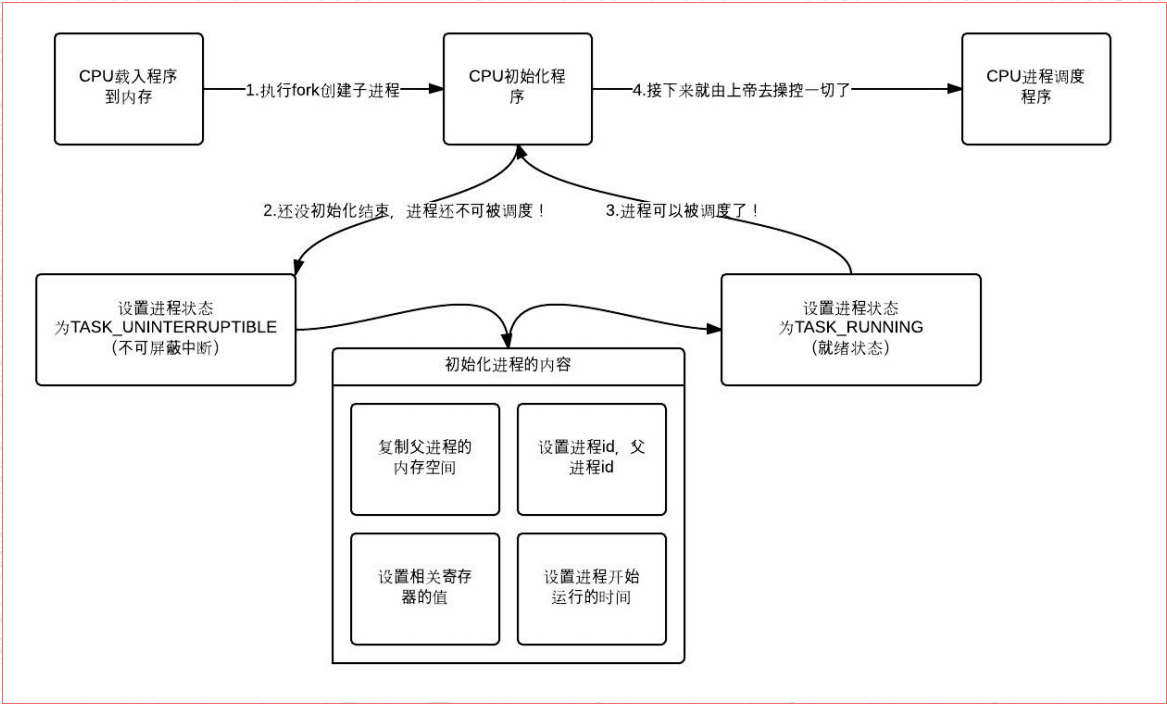 CPU载入程序
到内存
1.执行fork创建子进程
CPU初始化程
序
4.接下来就由上帝去操控一切了
CPU进程调度
程序
2.还没初始化结束，进程还不可被调度！
3.进程可以被调度了！
设置进程状态
为TASK_UNINTERRUPTIBLE
（不可屏蔽中断）
设置进程状态
为TASK_RUNNING
（就绪状态）
初始化进程的内容
复制父进程的
内存空间
设置进程id，父
进程id
设置相关寄存
器的值
设置进程开始
运行的时间